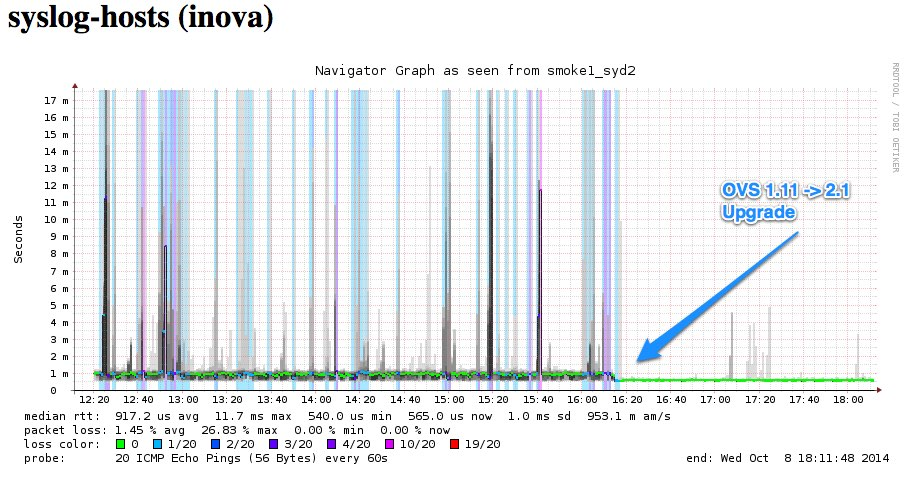 syslog-hosts (inova)
Navigator Graph as seen from smoke1_syd2
RRDTOOL / TOBI OETIKER
Seconds
17 m
16 m
15 m
14 m
13 m
12 m
11 m
10 m
9 m
8 m
7 m
6 m
5 m
4 m
3 m
2 m
1 m
0
OVS 1.11 -> 2.1
Upgrade
12:20 12:40 13:00 13:20 13:40 14:00 14:20 14:40 15:00 15:20 15:40 16:00 16:20 16:40 17:00 17:20 17:40 18:00
median rtt: 917.2 us avg 11.7 ms max 540.0 us min 565.0 us now 1.0 ms sd 953.1 m am/s
packet loss: 1.45 % avg 26.83 % max 0.00 % min 0.00 % now
loss color: 0 1/20 2/20 3/20 4/20 10/20 19/20
probe: 20 ICMP Echo Pings (56 Bytes) every 60s end: Wed Oct 8 18:11:48 2014